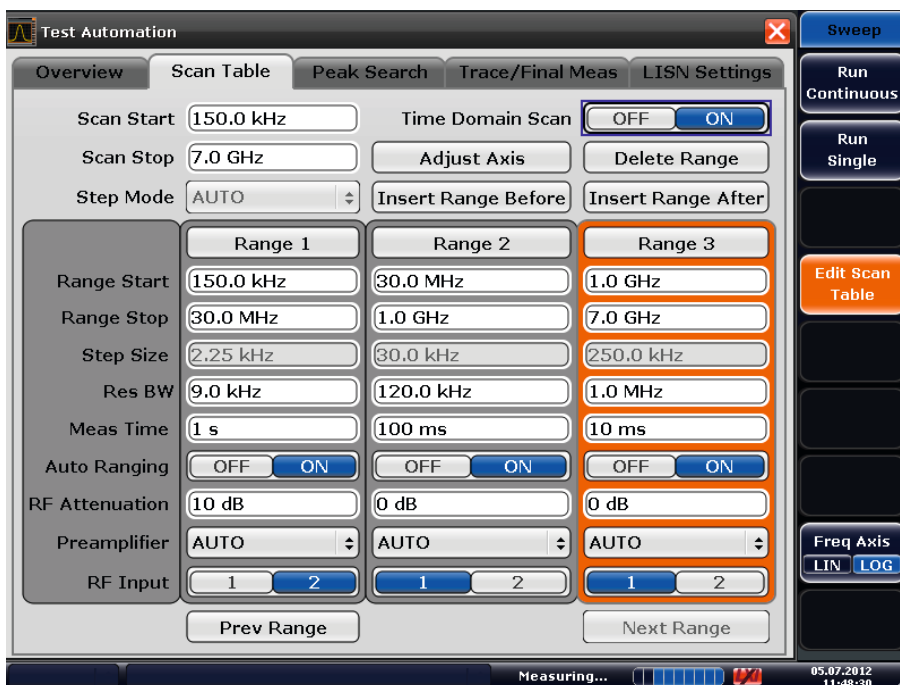 Test Automation
Sweep
Overview Scan Table Peak Search Trace/Final Meas LISN Settings
Run Continuous
Scan Start 150.0 kHz Time Domain Scan OFF ON
Scan Stop 7.0 GHz Adjust Axis Delete Range
Run Single
Step Mode AUTO Insert Range Before Insert Range After
Range 1 Range 2 Range 3
Range Start 150.0 kHz 30.0 MHz 1.0 GHz
Edit Scan Table
Range Stop 30.0 MHz 1.0 GHz 7.0 GHz
Step Size 2.25 kHz 30.0 kHz 250.0 kHz
Res BW 9.0 kHz 120.0 kHz 1.0 MHz
Meas Time 1 s 100 ms 10 ms
Auto Ranging OFF ON OFF ON OFF ON
RF Attenuation 10 dB 0 dB 0 dB
Preamplifier AUTO AUTO AUTO
Freq Axis
LIN LOG
RF Input 1 2 1 2 1 2
Prev Range Next Range
Measuring... LXI 05.07.2012
11:48:30